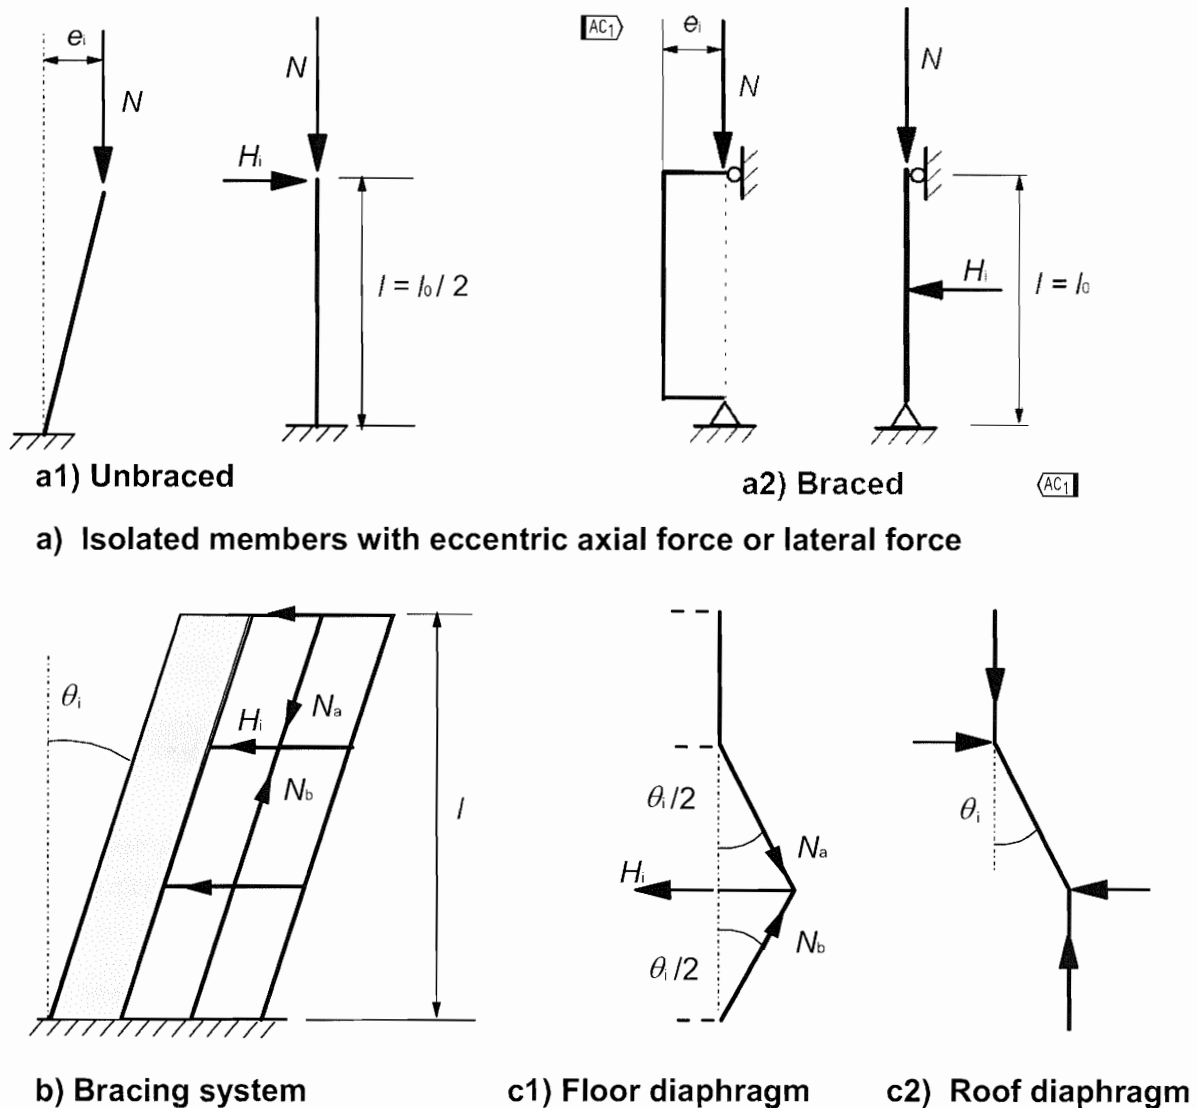 eᵢ
N
N
Hᵢ
l = l₀ / 2
a1) Unbraced
AC₁
eᵢ
N
N
Hᵢ
l = l₀
a2) Braced
AC₁
a) Isolated members with eccentric axial force or lateral force
θᵢ
Hᵢ
Nₐ
N_b
l
b) Bracing system
θᵢ/2
Nₐ
Hᵢ
N_b
θᵢ/2
c1) Floor diaphragm
θᵢ
c2) Roof diaphragm